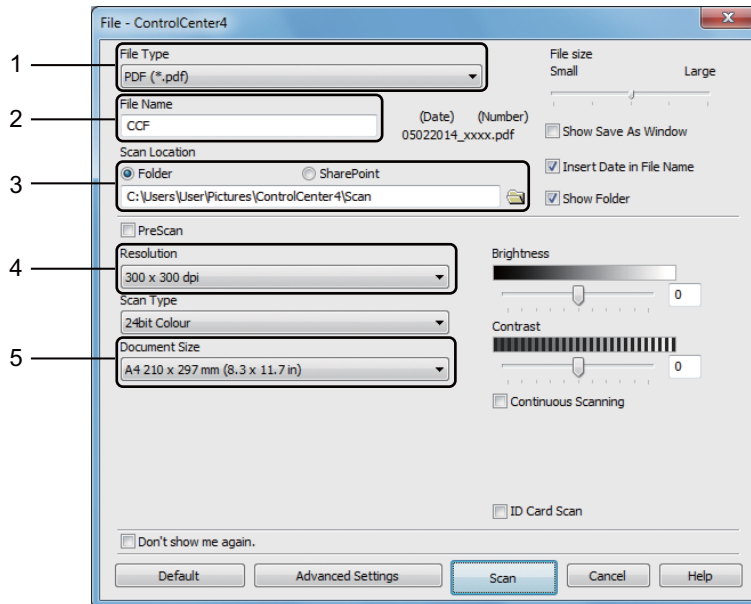 File - ControlCenter4
x
1
File Type
PDF (*.pdf)
File size
Small Large
2
File Name
CCF
(Date) (Number)
05022014_xxxx.pdf
Show Save As Window
Scan Location
3
Folder SharePoint
Insert Date in File Name
C:\Users\User\Pictures\ControlCenter4\Scan
Show Folder
PreScan
4
Resolution
300 x 300 dpi
Brightness
0
Scan Type
24bit Colour
Contrast
5
Document Size
A4 210 x 297 mm (8.3 x 11.7 in)
0
Continuous Scanning
ID Card Scan
Don't show me again.
Default Advanced Settings Scan Cancel Help